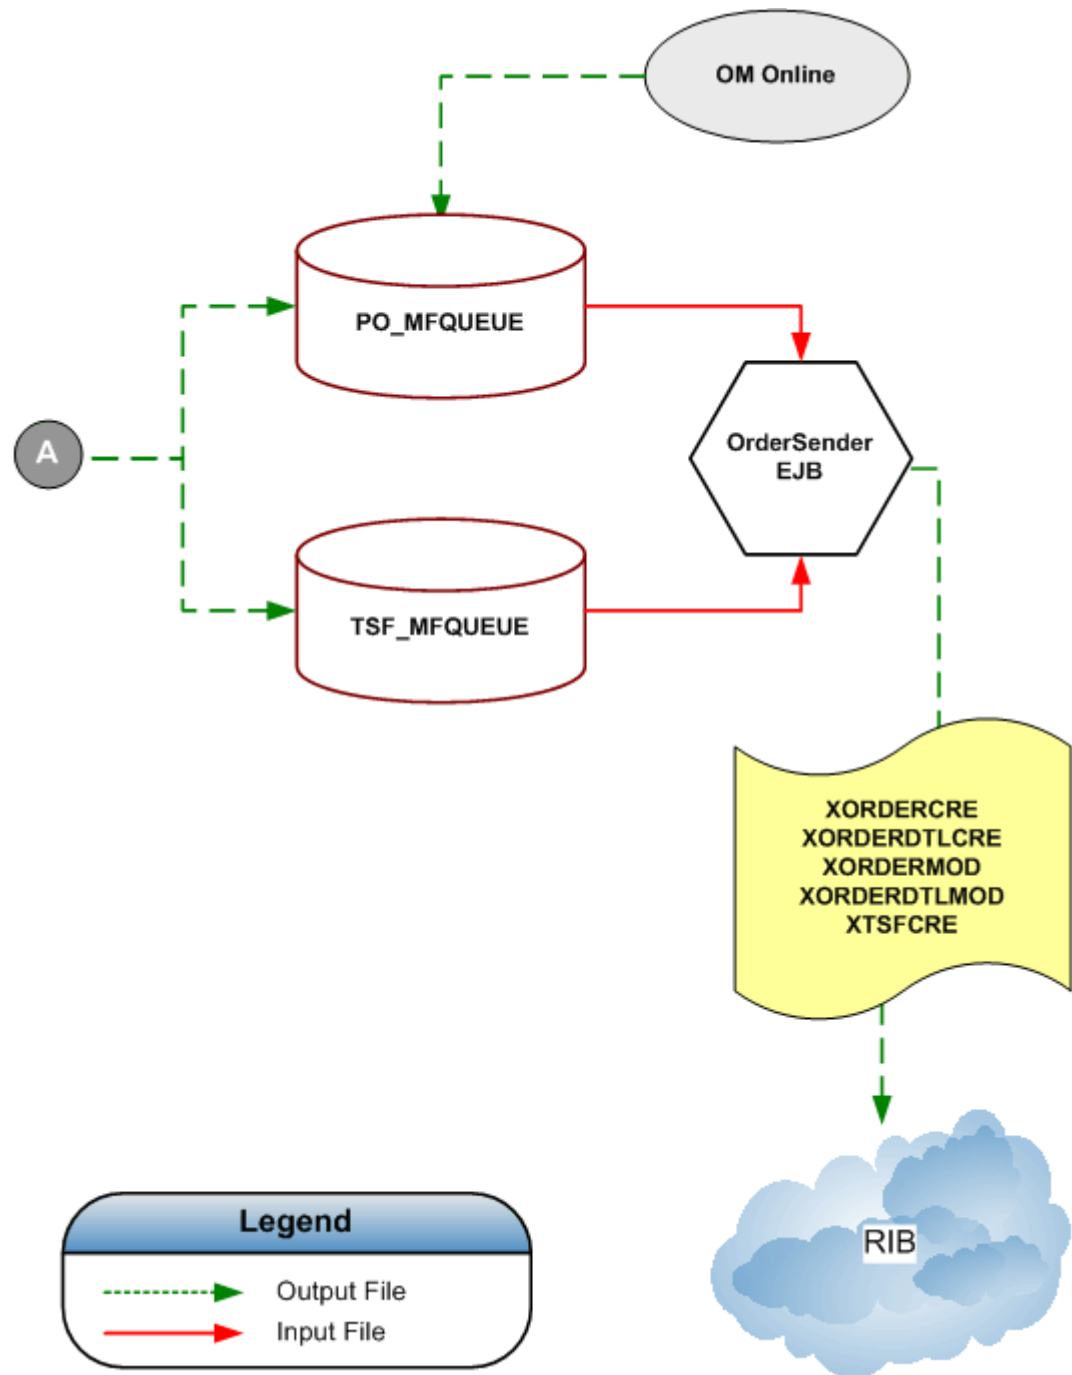 OM Online
PO_MFQUEUE
A
OrderSender
EJB
TSF_MFQUEUE
XORDERCRE
XORDERDTLCRE
XORDERMOD
XORDERDTLMOD
XTSFCRE
RIB
Legend
Output File
Input File